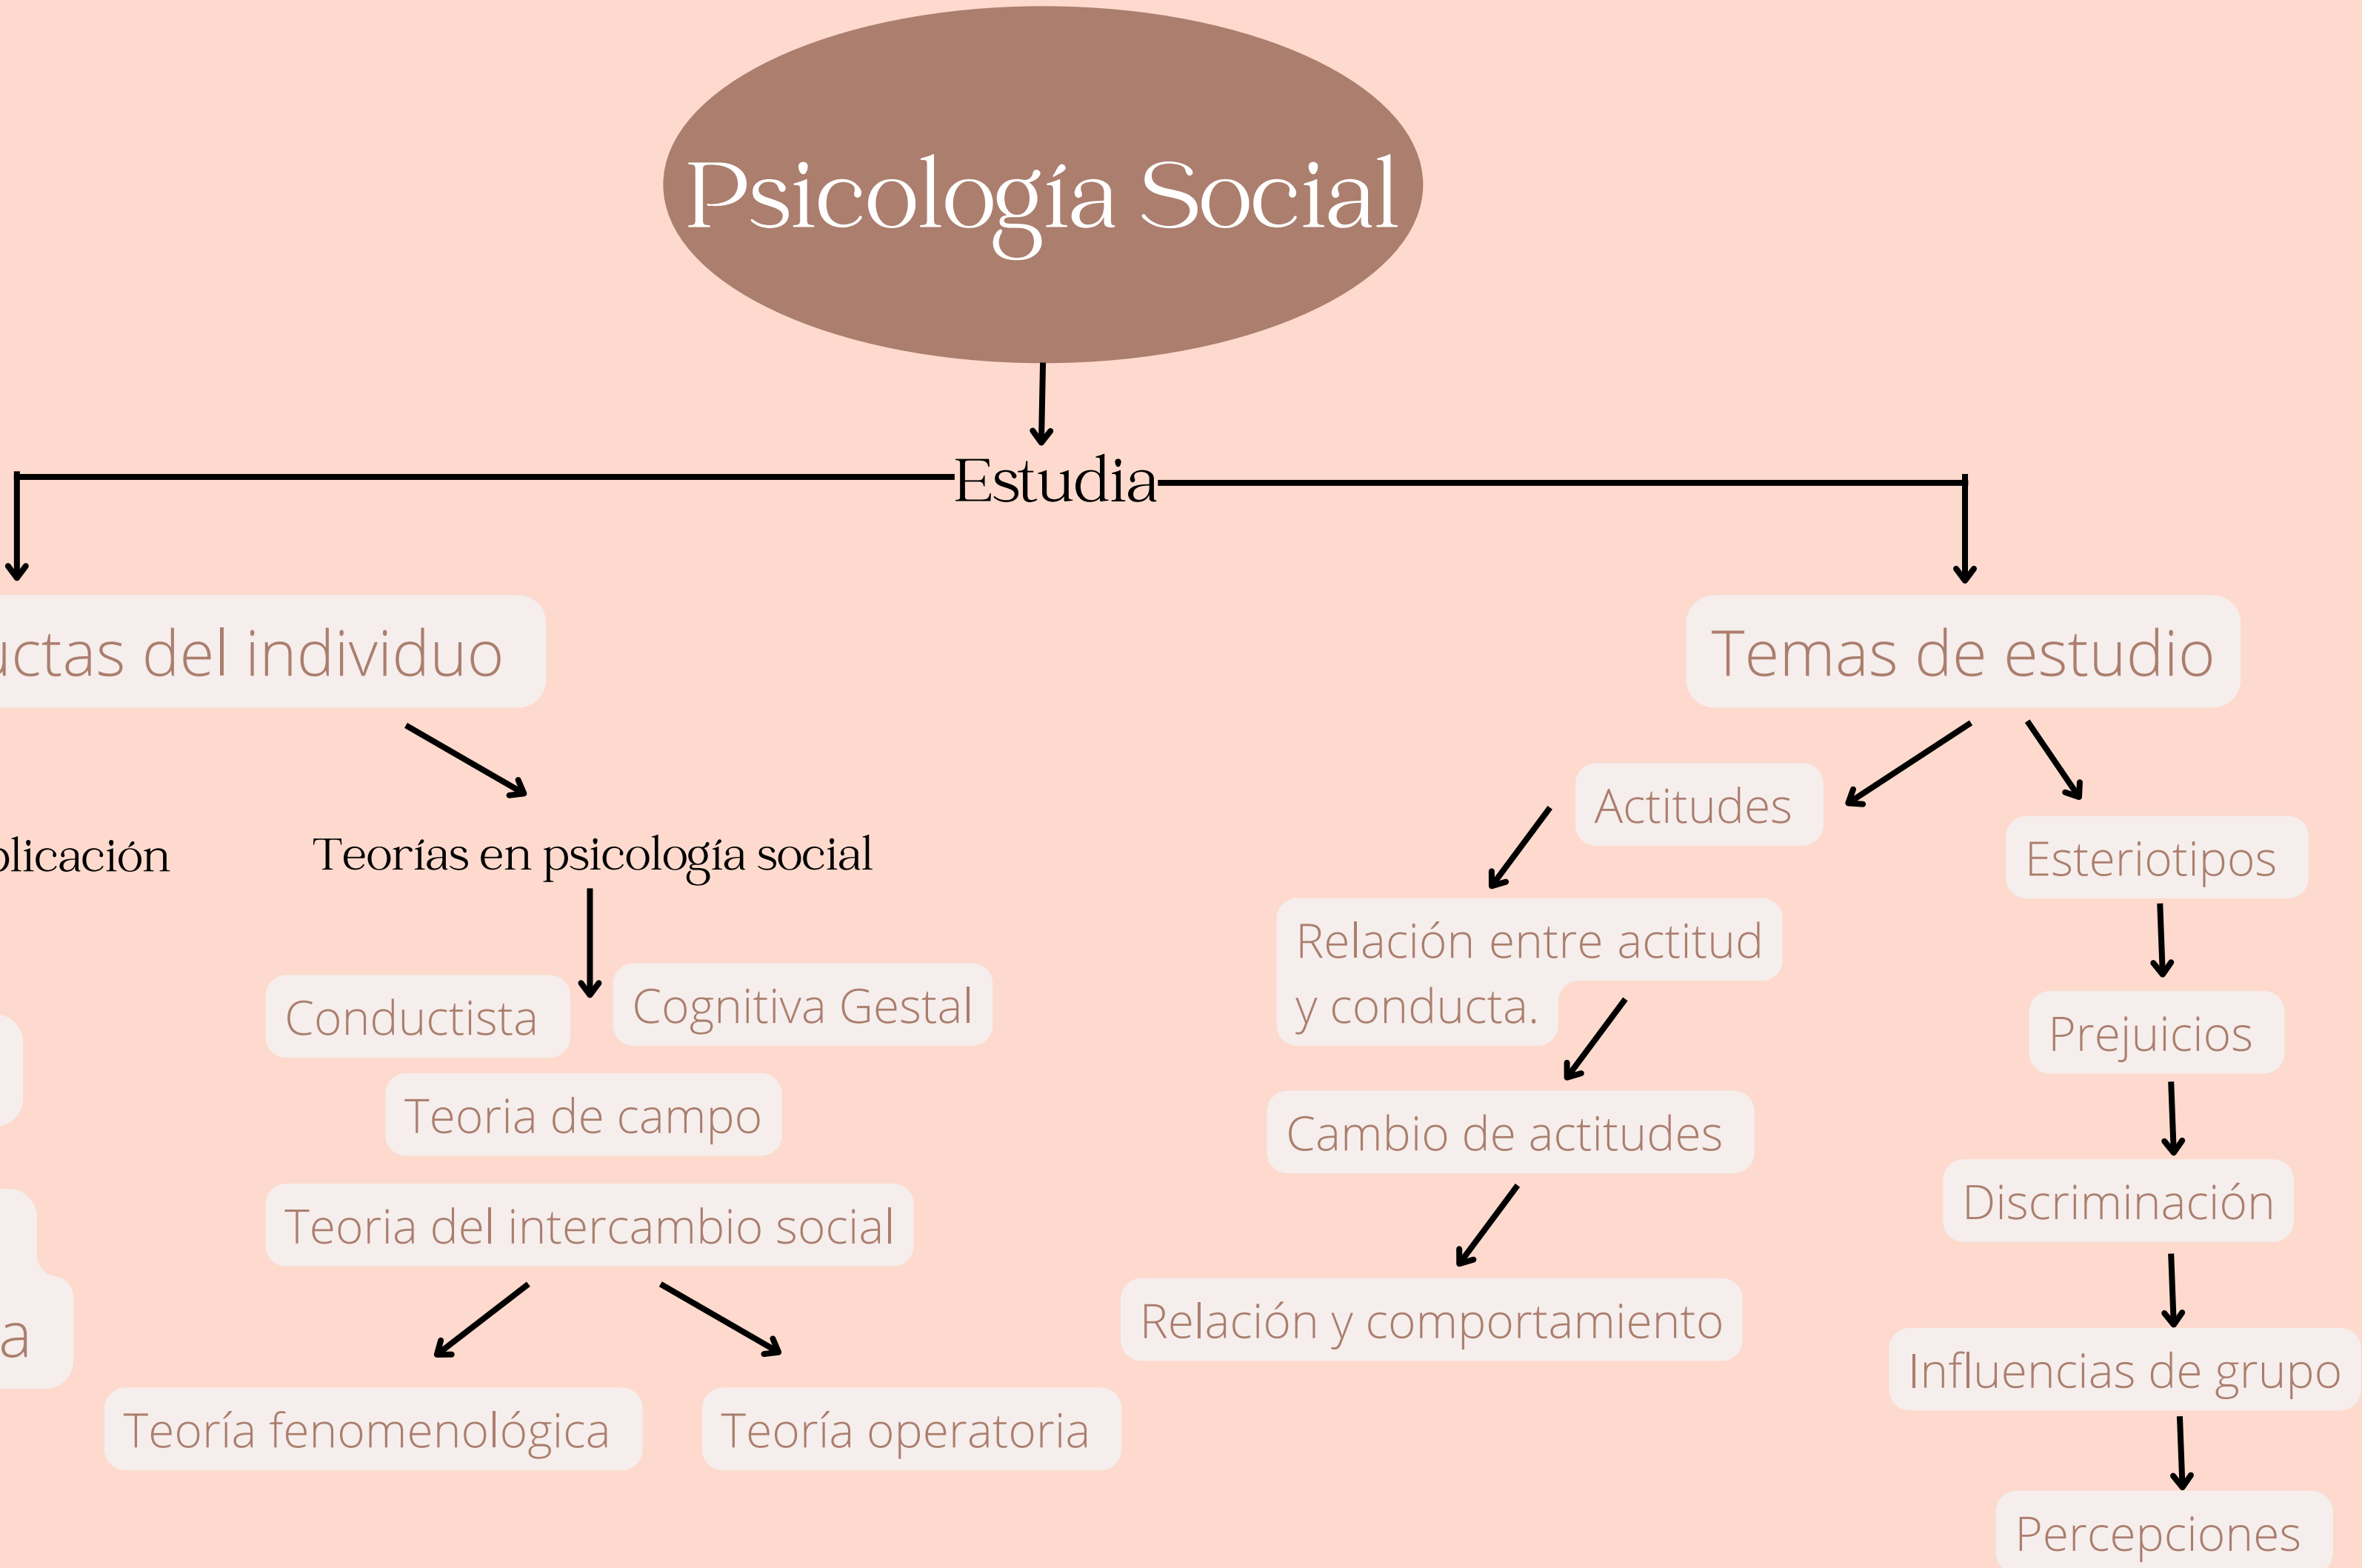 Psicología Social
Estudia
del individuo
Temas de estudio
Actitudes
Esteriotipos
Teorías en psicología social
Relación entre actitud
y conducta.
Conductista
Cognitiva Gestal
Prejuicios
Teoria de campo
Cambio de actitudes
Discriminación
Teoria del intercambio social
Relación y comportamiento
Influencias de grupo
Teoría fenomenológica
Teoría operatoria
Percepciones